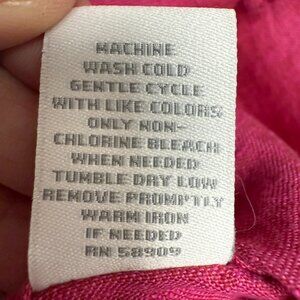 MACHINE
WASH COLD
GENTLE CYCLE
WITH LIKE COLORS
ONLY NON-
CHLORINE BLEACH
WHEN NEEDED
TUMBLE DRY LOW
REMOVE PROMPTLY
WARM IRON
IF NEEDED
RN 58909